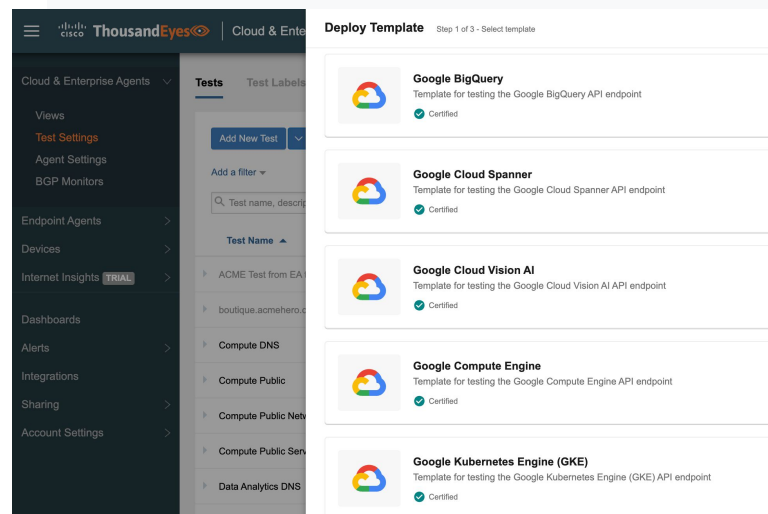 cisco ThousandEyes
Cloud & Ente
Cloud & Enterprise Agents
Views
Test Settings
Agent Settings
BGP Monitors
Endpoint Agents
Devices
Internet Insights TRIAL
Dashboards
Alerts
Integrations
Sharing
Account Settings
Tests Test Labels
Add New Test
Add a filter
Test name, descrip
Test Name
ACME Test from EA
boutique.acmehero.c
Compute DNS
Compute Public
Compute Public Netw
Compute Public Serv
Data Analytics DNS
Deploy Template Step 1 of 3 - Select template
Google BigQuery
Template for testing the Google BigQuery API endpoint
Certified
Google Cloud Spanner
Template for testing the Google Cloud Spanner API endpoint
Certified
Google Cloud Vision AI
Template for testing the Google Cloud Vision AI API endpoint
Certified
Google Compute Engine
Template for testing the Google Compute Engine API endpoint
Certified
Google Kubernetes Engine (GKE)
Template for testing the Google Kubernetes Engine (GKE) API endpoint
Certified